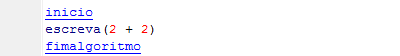 inicio
escreva(2 + 2)
fimalgoritmo